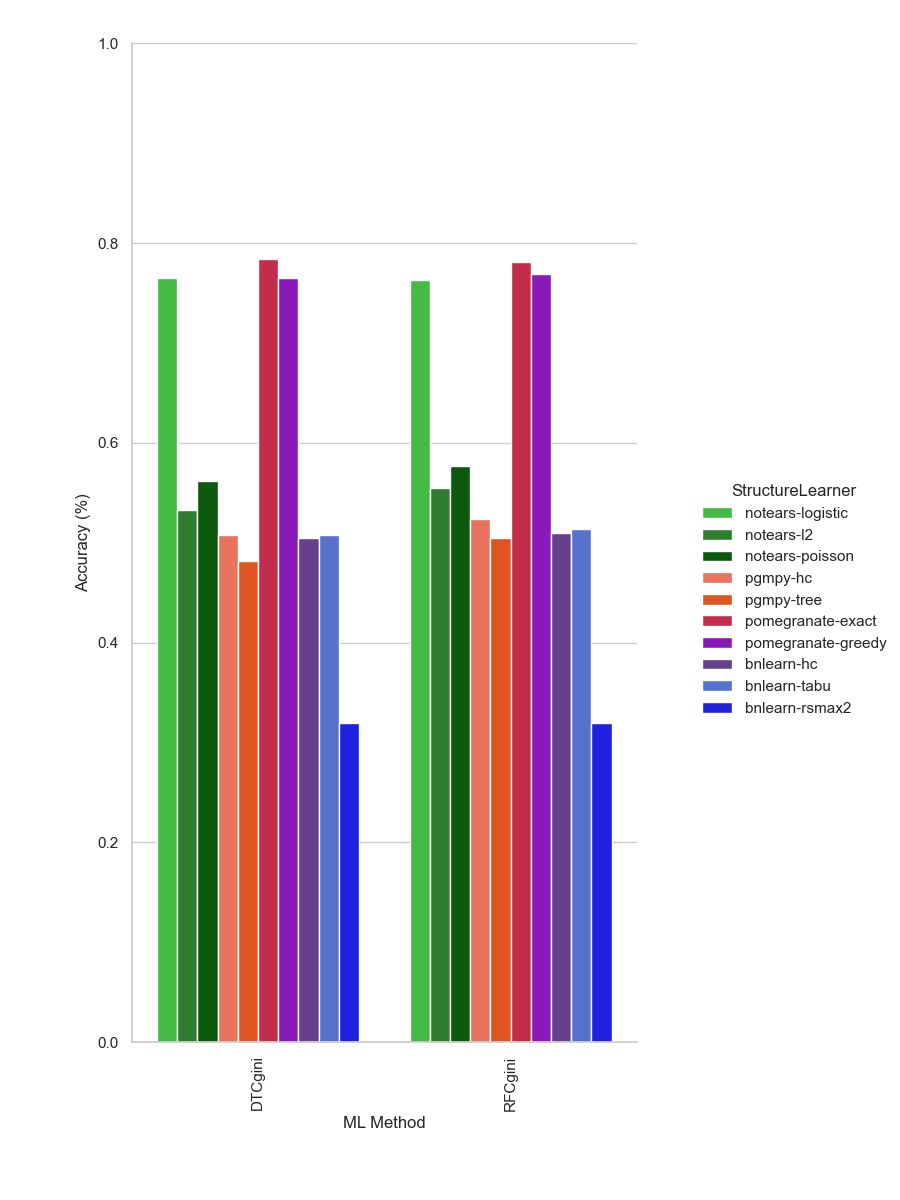 1.0
0.8
0.6
0.4
0.2
0.0
Accuracy (%)
DTCgini
RFCgini
ML Method
StructureLearner
notears-logistic
notears-l2
notears-poisson
pgmpy-hc
pgmpy-tree
pomegranate-exact
pomegranate-greedy
bnlearn-hc
bnlearn-tabu
bnlearn-rsmax2